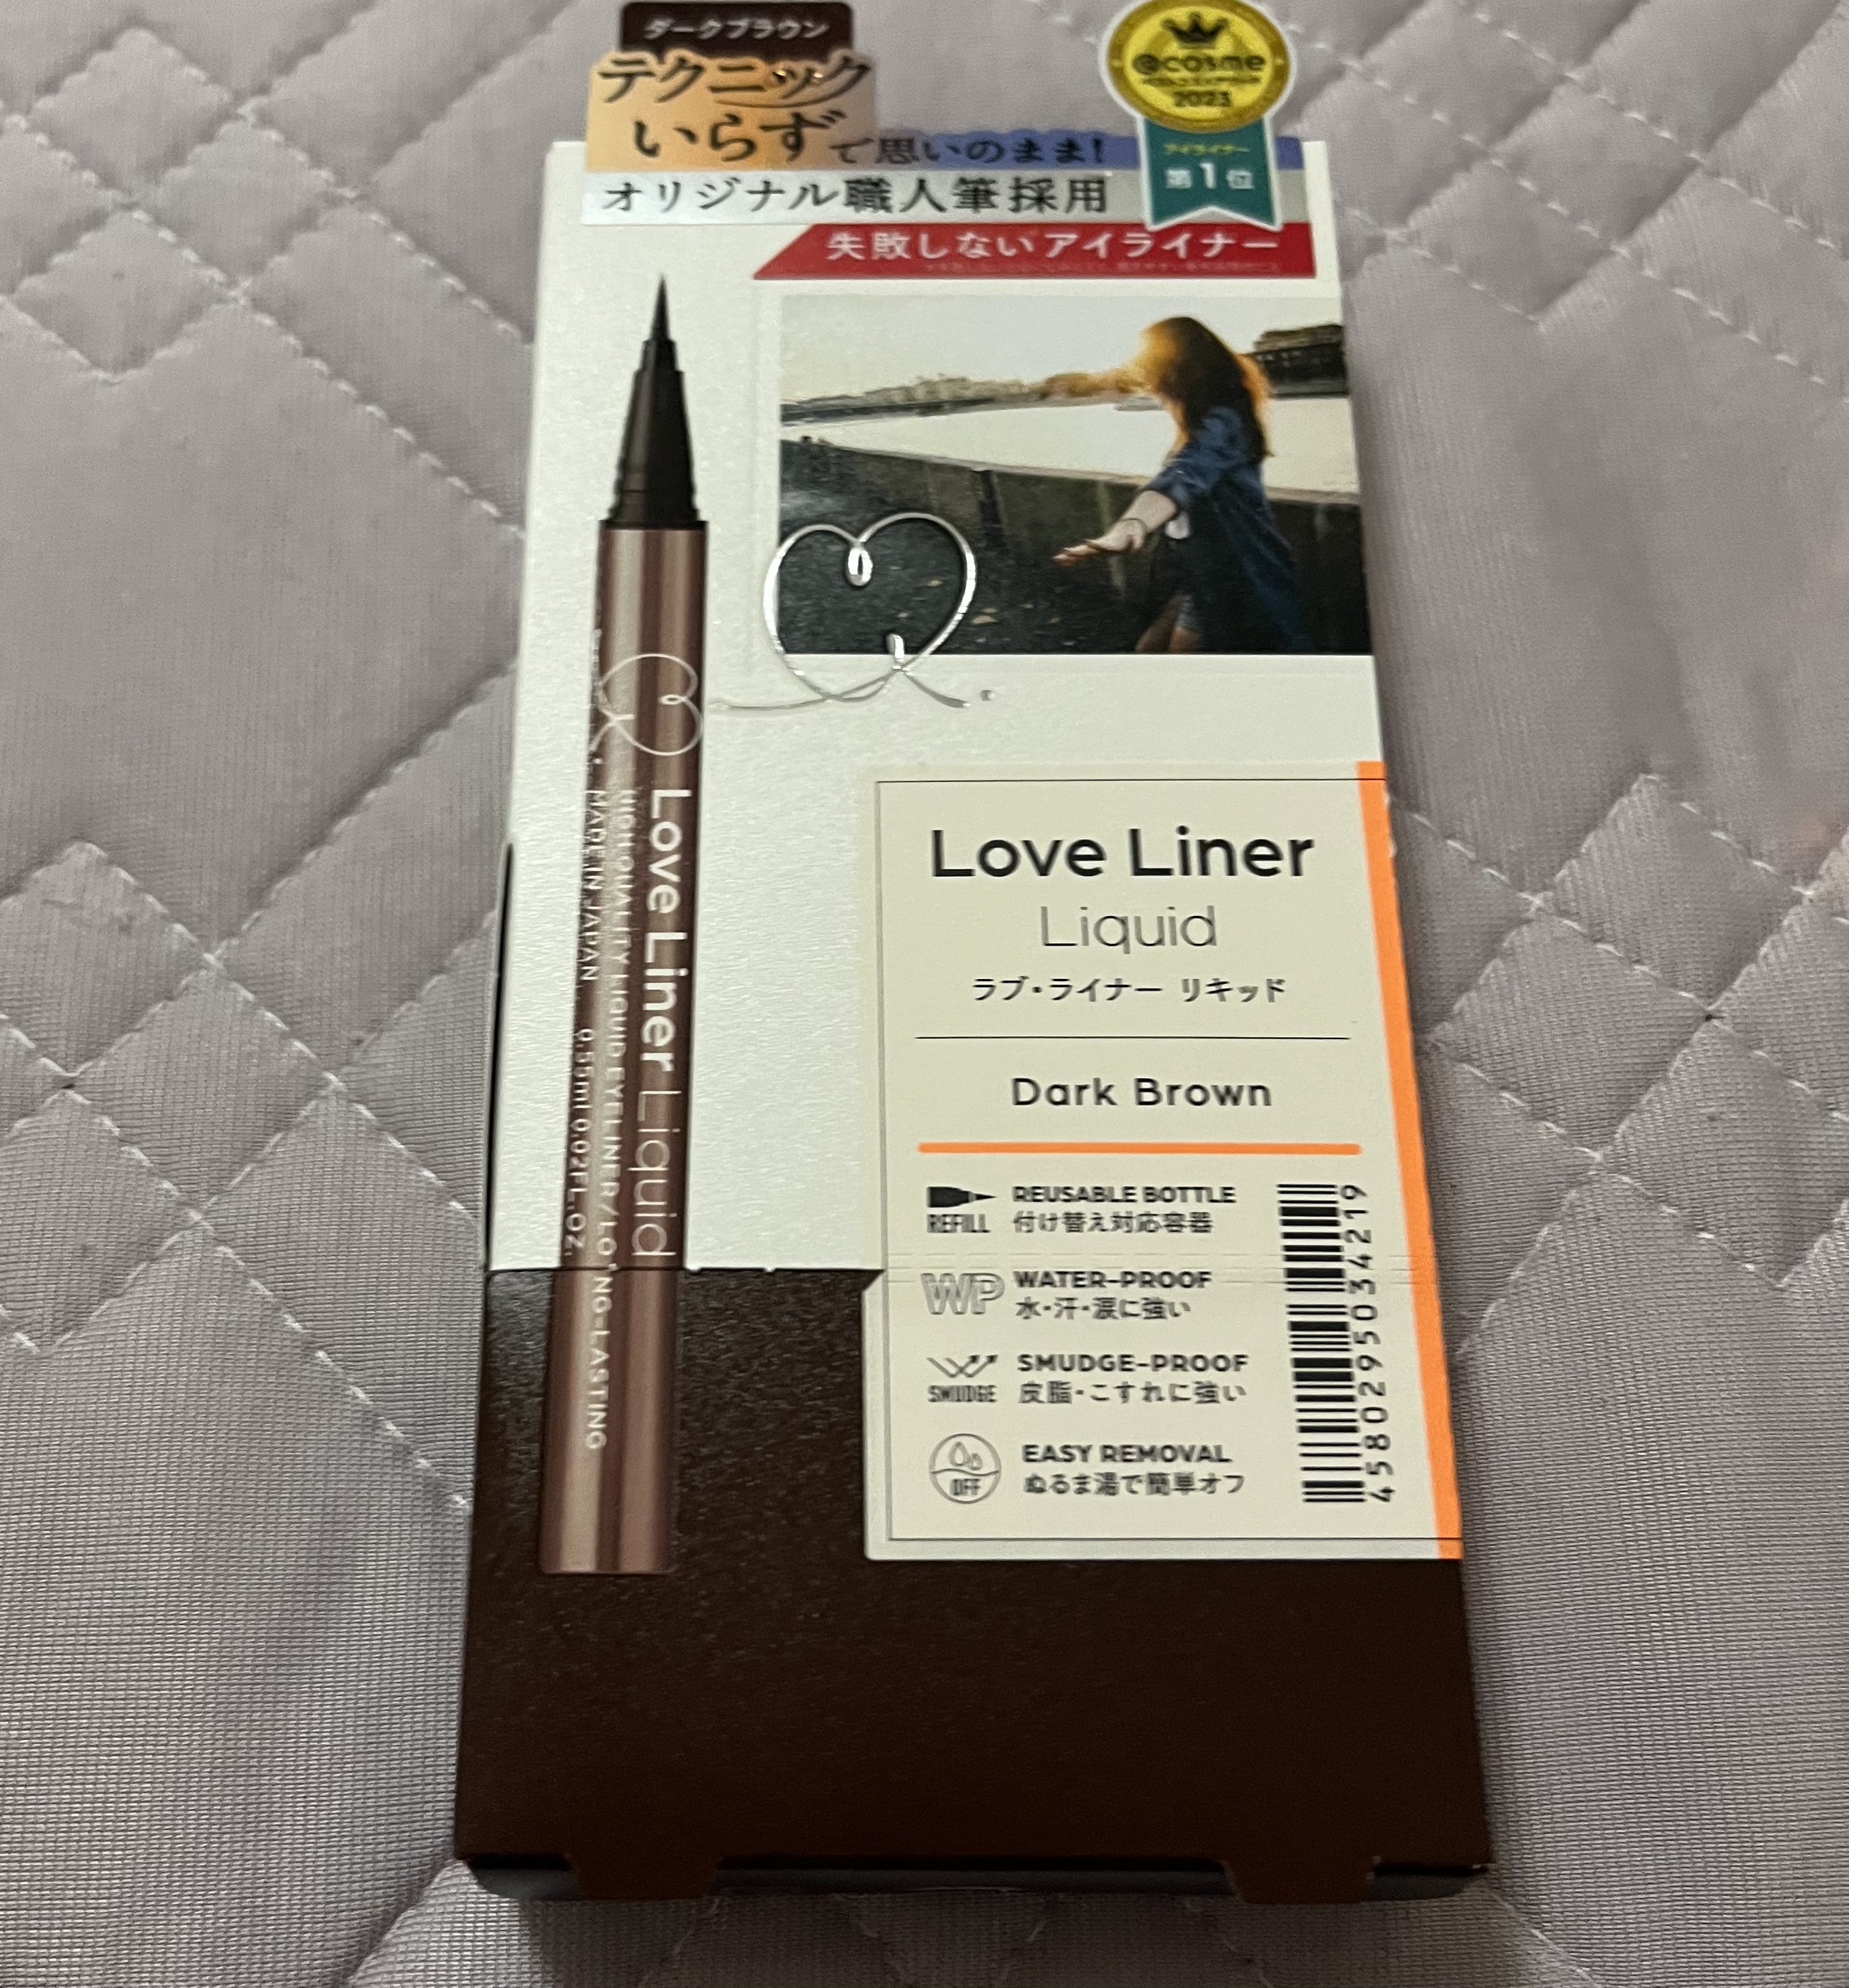 ダークブラウン
テクニック
いらずで思いのまま!
オリジナル職人筆採用
失敗しないアイライナー
@cosme
2023
アイライナー
第1位
Love Liner
Liquid
ラブ・ライナー リキッド
Dark Brown
REFILL
REUSABLE BOTTLE
付け替え対応容器
WP
WATER-PROOF
水・汗・涙に強い
SMUDGE
SMUDGE-PROOF
皮脂・こすれに強い
OFF
EASY REMOVAL
ぬるま湯で簡単オフ
4580295034219
Love Liner Liquid
HIGH QUALITY LIQUID EYELINER / LONG-LASTING
MADE IN JAPAN 0.55ml 0.02FL.OZ.